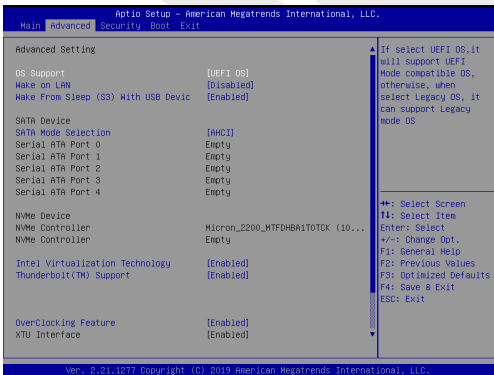 Aptio Setup – American Megatrends International, LLC.
Main Advanced Security Boot Exit
Advanced Setting
OS Support [UEFI OS]
Wake on LAN [Disabled]
Wake From Sleep (S3) With USB Devic [Enabled]
SATA Device
SATA Mode Selection [AHCI]
Serial ATA Port 0 Empty
Serial ATA Port 1 Empty
Serial ATA Port 2 Empty
Serial ATA Port 3 Empty
Serial ATA Port 4 Empty
NVMe Device
NVMe Controller Micron_2200_MTFDHBA1T0TCK (10...
NVMe Controller Empty
Intel Virtualization Technology [Enabled]
Thunderbolt(TM) Support [Enabled]
OverClocking Feature [Enabled]
XTU Interface [Enabled]
If select UEFI OS,it
will support UEFI
Mode compatible OS,
otherwise, when
select Legacy OS, it
can support Legacy
mode OS
→←: Select Screen
↑↓: Select Item
Enter: Select
+/-: Change Opt.
F1: General Help
F2: Previous Values
F3: Optimized Defaults
F4: Save & Exit
ESC: Exit
Ver. 2.21.1277 Copyright (C) 2019 American Megatrends International, LLC.